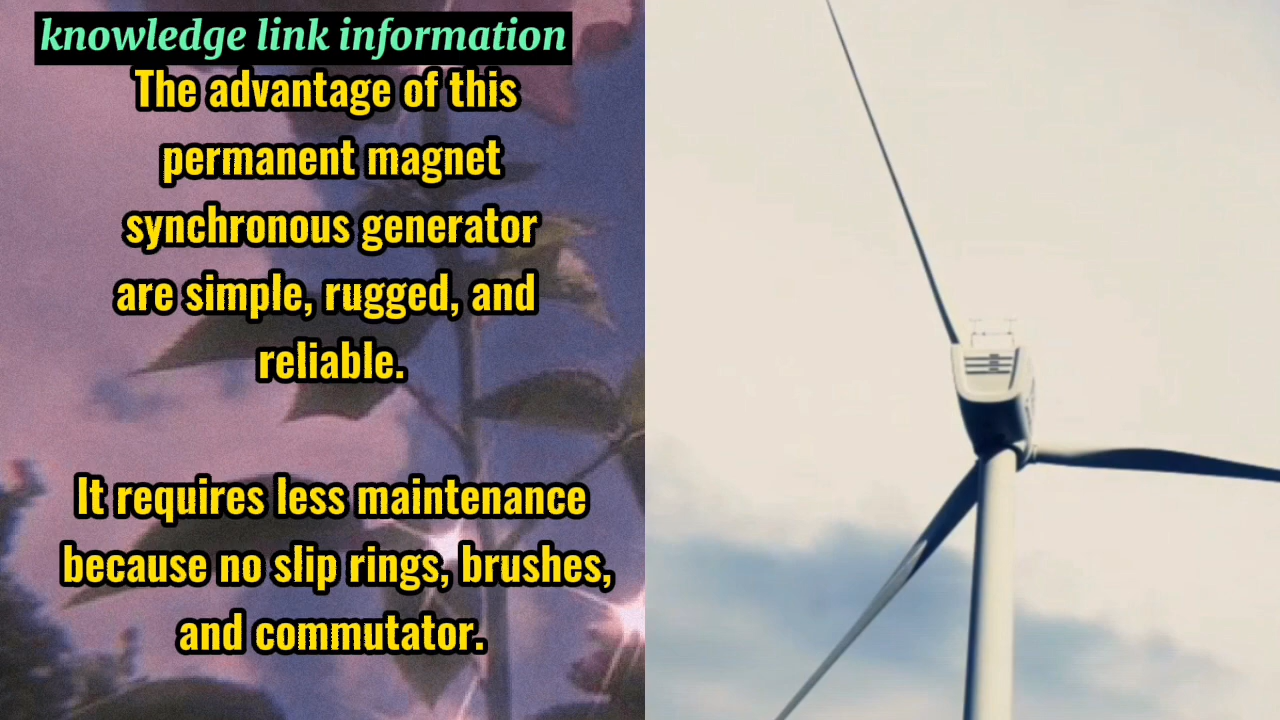 knowledge link information
The advantage of this
permanent magnet
synchronous generator
are simple, rugged, and
reliable.
It requires less maintenance
because no slip rings, brushes,
and commutator.